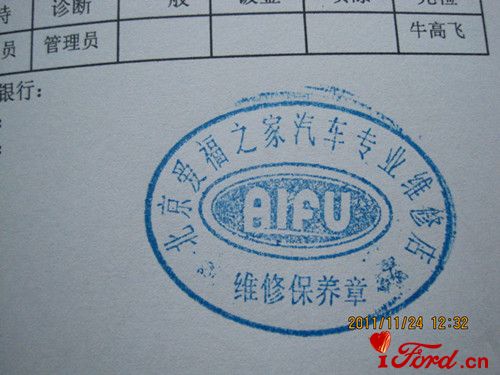 诊断
员
管理员
牛高飞
银行：
北京爱福之家汽车专业维修店
AIFU
维修保养章
2011/11/24 12:32
iFord.cn